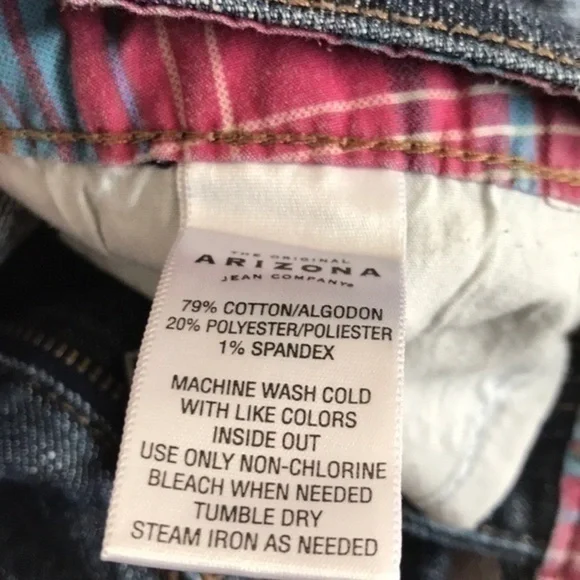 THE ORIGINAL
ARIZONA
JEAN COMPANY®
79% COTTON/ALGODON
20% POLYESTER/POLIESTER
1% SPANDEX
MACHINE WASH COLD
WITH LIKE COLORS
INSIDE OUT
USE ONLY NON-CHLORINE
BLEACH WHEN NEEDED
TUMBLE DRY
STEAM IRON AS NEEDED